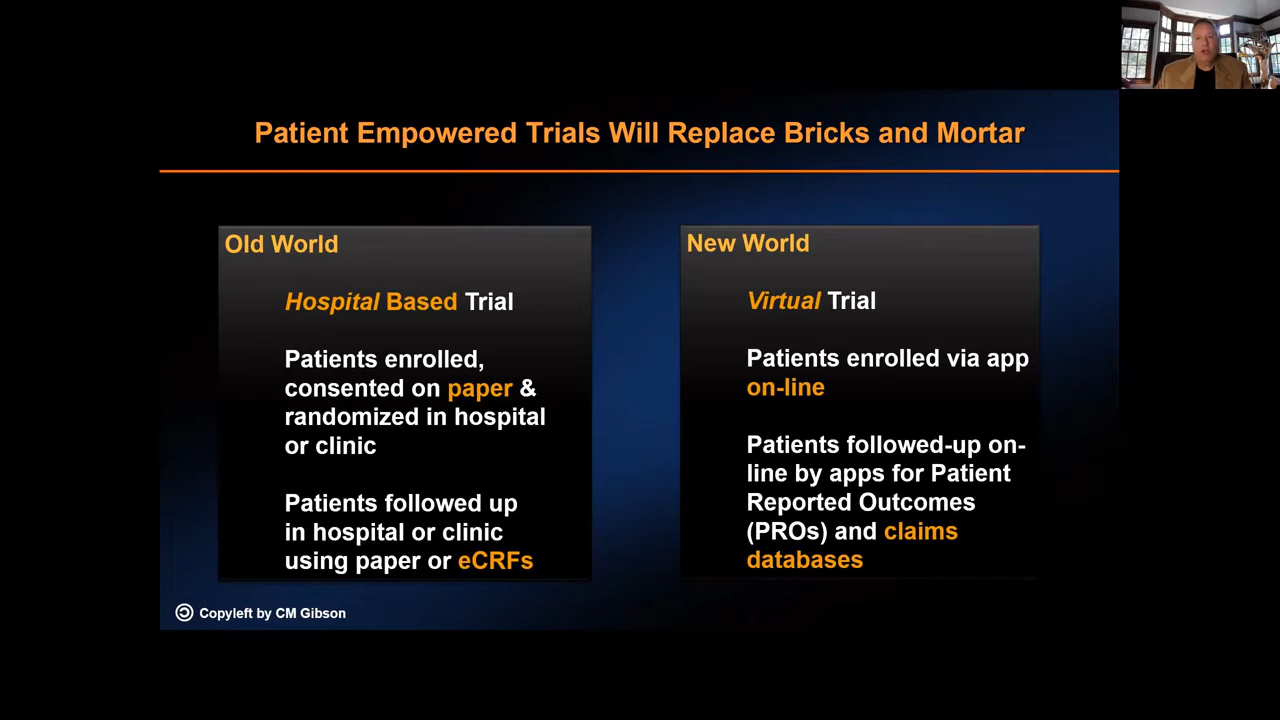 Patient Empowered Trials Will Replace Bricks and Mortar
Old World
Hospital Based Trial
Patients enrolled,
consented on paper &
randomized in hospital
or clinic
Patients followed up
in hospital or clinic
using paper or eCRFs
New World
Virtual Trial
Patients enrolled via app
on-line
Patients followed-up on-
line by apps for Patient
Reported Outcomes
(PROs) and claims
databases
Copyleft by CM Gibson